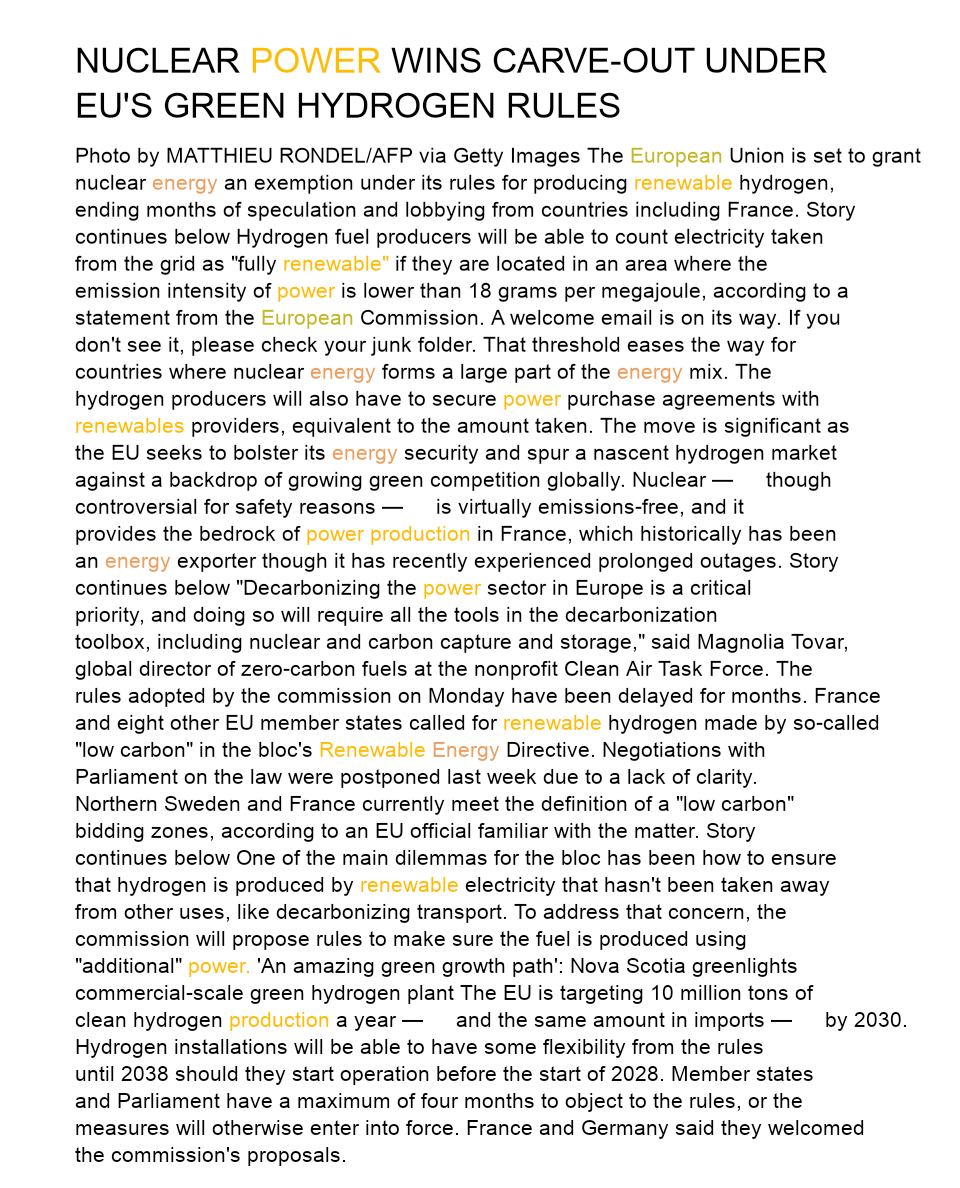 NUCLEAR POWER WINS CARVE-OUT UNDER
EU'S GREEN HYDROGEN RULES
Photo by MATTHIEU RONDEL/AFP via Getty Images The European Union is set to grant
nuclear energy an exemption under its rules for producing renewable hydrogen,
ending months of speculation and lobbying from countries including France. Story
continues below Hydrogen fuel producers will be able to count electricity taken
from the grid as "fully renewable" if they are located in an area where the
emission intensity of power is lower than 18 grams per megajoule, according to a
statement from the European Commission. A welcome email is on its way. If you
don't see it, please check your junk folder. That threshold eases the way for
countries where nuclear energy forms a large part of the energy mix. The
hydrogen producers will also have to secure power purchase agreements with
renewables providers, equivalent to the amount taken. The move is significant as
the EU seeks to bolster its energy security and spur a nascent hydrogen market
against a backdrop of growing green competition globally. Nuclear — though
controversial for safety reasons — is virtually emissions-free, and it
provides the bedrock of power production in France, which historically has been
an energy exporter though it has recently experienced prolonged outages. Story
continues below "Decarbonizing the power sector in Europe is a critical
priority, and doing so will require all the tools in the decarbonization
toolbox, including nuclear and carbon capture and storage," said Magnolia Tovar,
global director of zero-carbon fuels at the nonprofit Clean Air Task Force. The
rules adopted by the commission on Monday have been delayed for months. France
and eight other EU member states called for renewable hydrogen made by so-called
"low carbon" in the bloc's Renewable Energy Directive. Negotiations with
Parliament on the law were postponed last week due to a lack of clarity.
Northern Sweden and France currently meet the definition of a "low carbon"
bidding zones, according to an EU official familiar with the matter. Story
continues below One of the main dilemmas for the bloc has been how to ensure
that hydrogen is produced by renewable electricity that hasn't been taken away
from other uses, like decarbonizing transport. To address that concern, the
commission will propose rules to make sure the fuel is produced using
"additional" power. 'An amazing green growth path': Nova Scotia greenlights
commercial-scale green hydrogen plant The EU is targeting 10 million tons of
clean hydrogen production a year — and the same amount in imports — by 2030.
Hydrogen installations will be able to have some flexibility from the rules
until 2038 should they start operation before the start of 2028. Member states
and Parliament have a maximum of four months to object to the rules, or the
measures will otherwise enter into force. France and Germany said they welcomed
the commission's proposals.